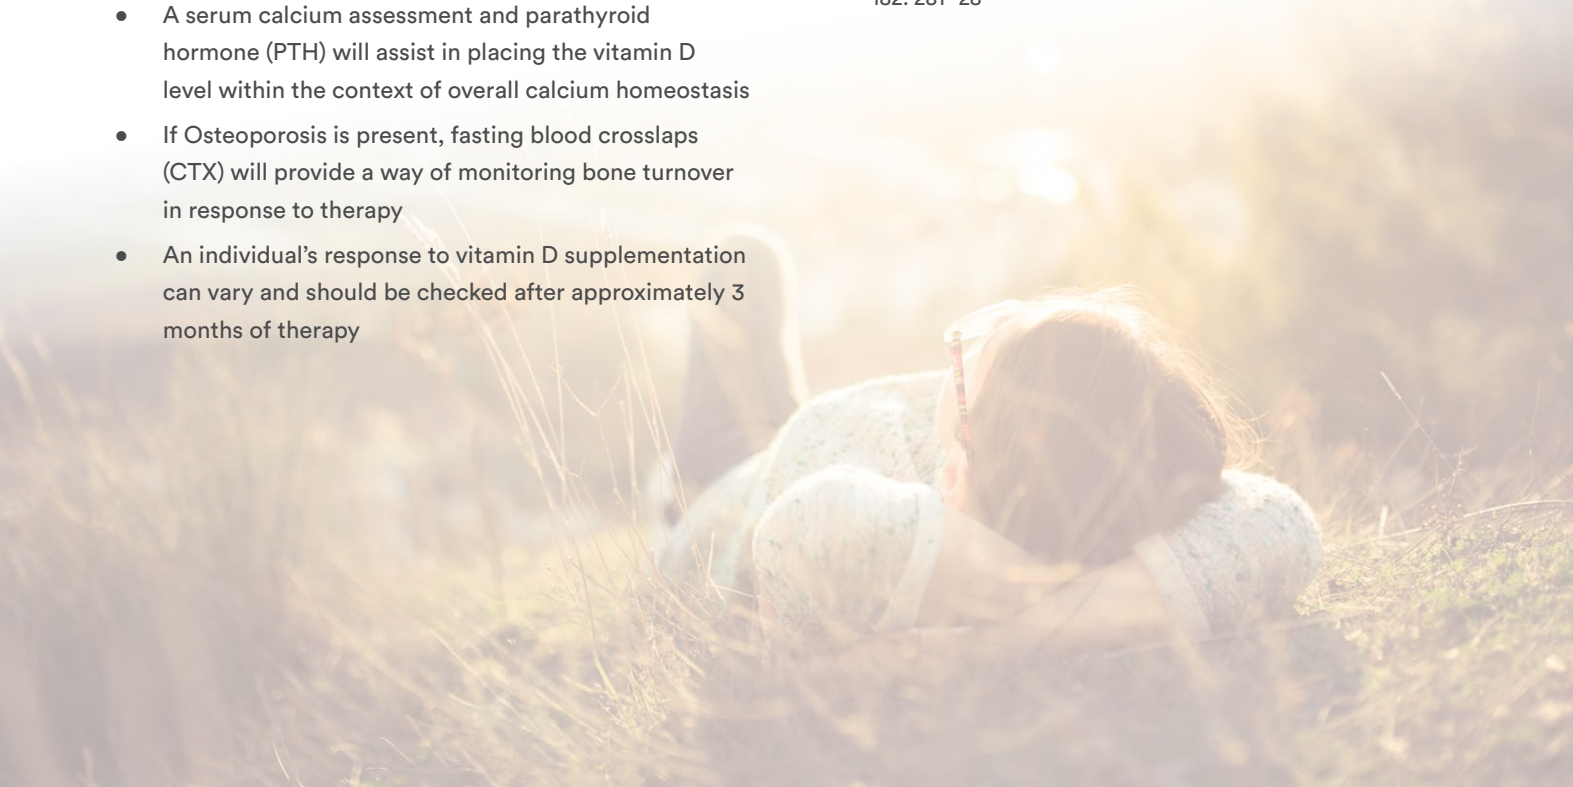 ● A serum calcium assessment and parathyroid
hormone (PTH) will assist in placing the vitamin D
level within the context of overall calcium homeostasis
● If Osteoporosis is present, fasting blood crosslaps
(CTX) will provide a way of monitoring bone turnover
in response to therapy
● An individual’s response to vitamin D supplementation
can vary and should be checked after approximately 3
months of therapy